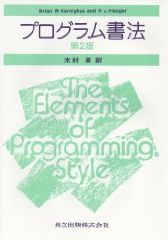 Brian W. Kernighan and P. J. Plauger
プログラム書法
第2版
木村 泉 訳
The Elements
of Programming
Style
共立出版株式会社